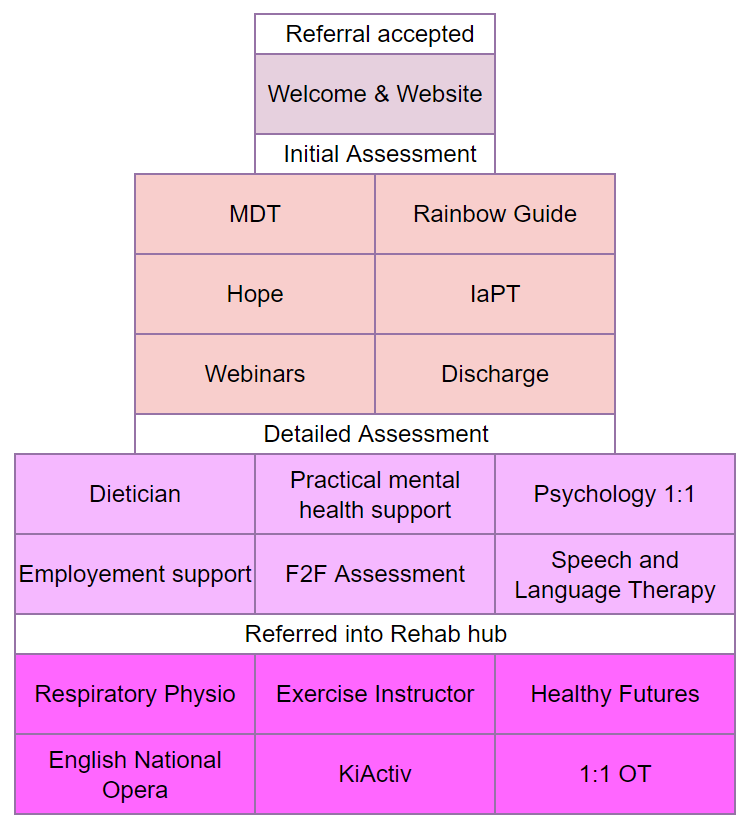 Referral accepted
Welcome & Website
Initial Assessment
MDT
Rainbow Guide
Hope
IaPT
Webinars
Discharge
Detailed Assessment
Dietician
Practical mental
health support
Psychology 1:1
Employement support
F2F Assessment
Speech and
Language Therapy
Referred into Rehab hub
Respiratory Physio
Exercise Instructor
Healthy Futures
English National
Opera
KiActiv
1:1 OT